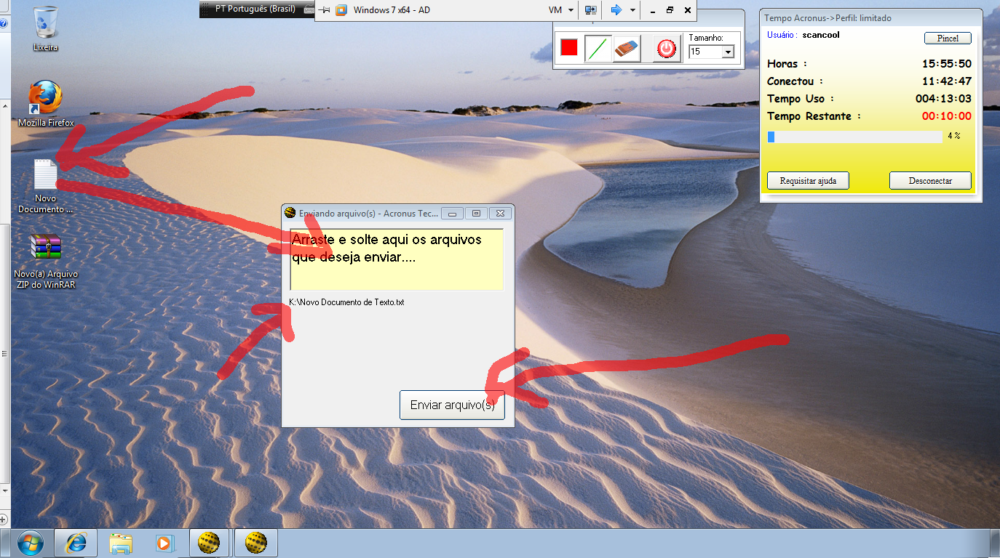 PT Português (Brasil)
Windows 7 x64 - AD
VM
Tamanho:
15
Tempo Acronus->Perfil: limitado
Usuário : scancool
Pincel
Horas : 15:55:50
Conectou : 11:42:47
Tempo Uso : 004:13:03
Tempo Restante : 00:10:00
4 %
Requisitar ajuda
Desconectar
Lixeira
Mozilla Firefox
Novo
Documento ...
Novo(a) Arquivo
ZIP do WinRAR
Enviando arquivo(s) - Acronus Tec...
Arraste e solte aqui os arquivos
que deseja enviar....
K:\Novo Documento de Texto.txt
Enviar arquivo(s)